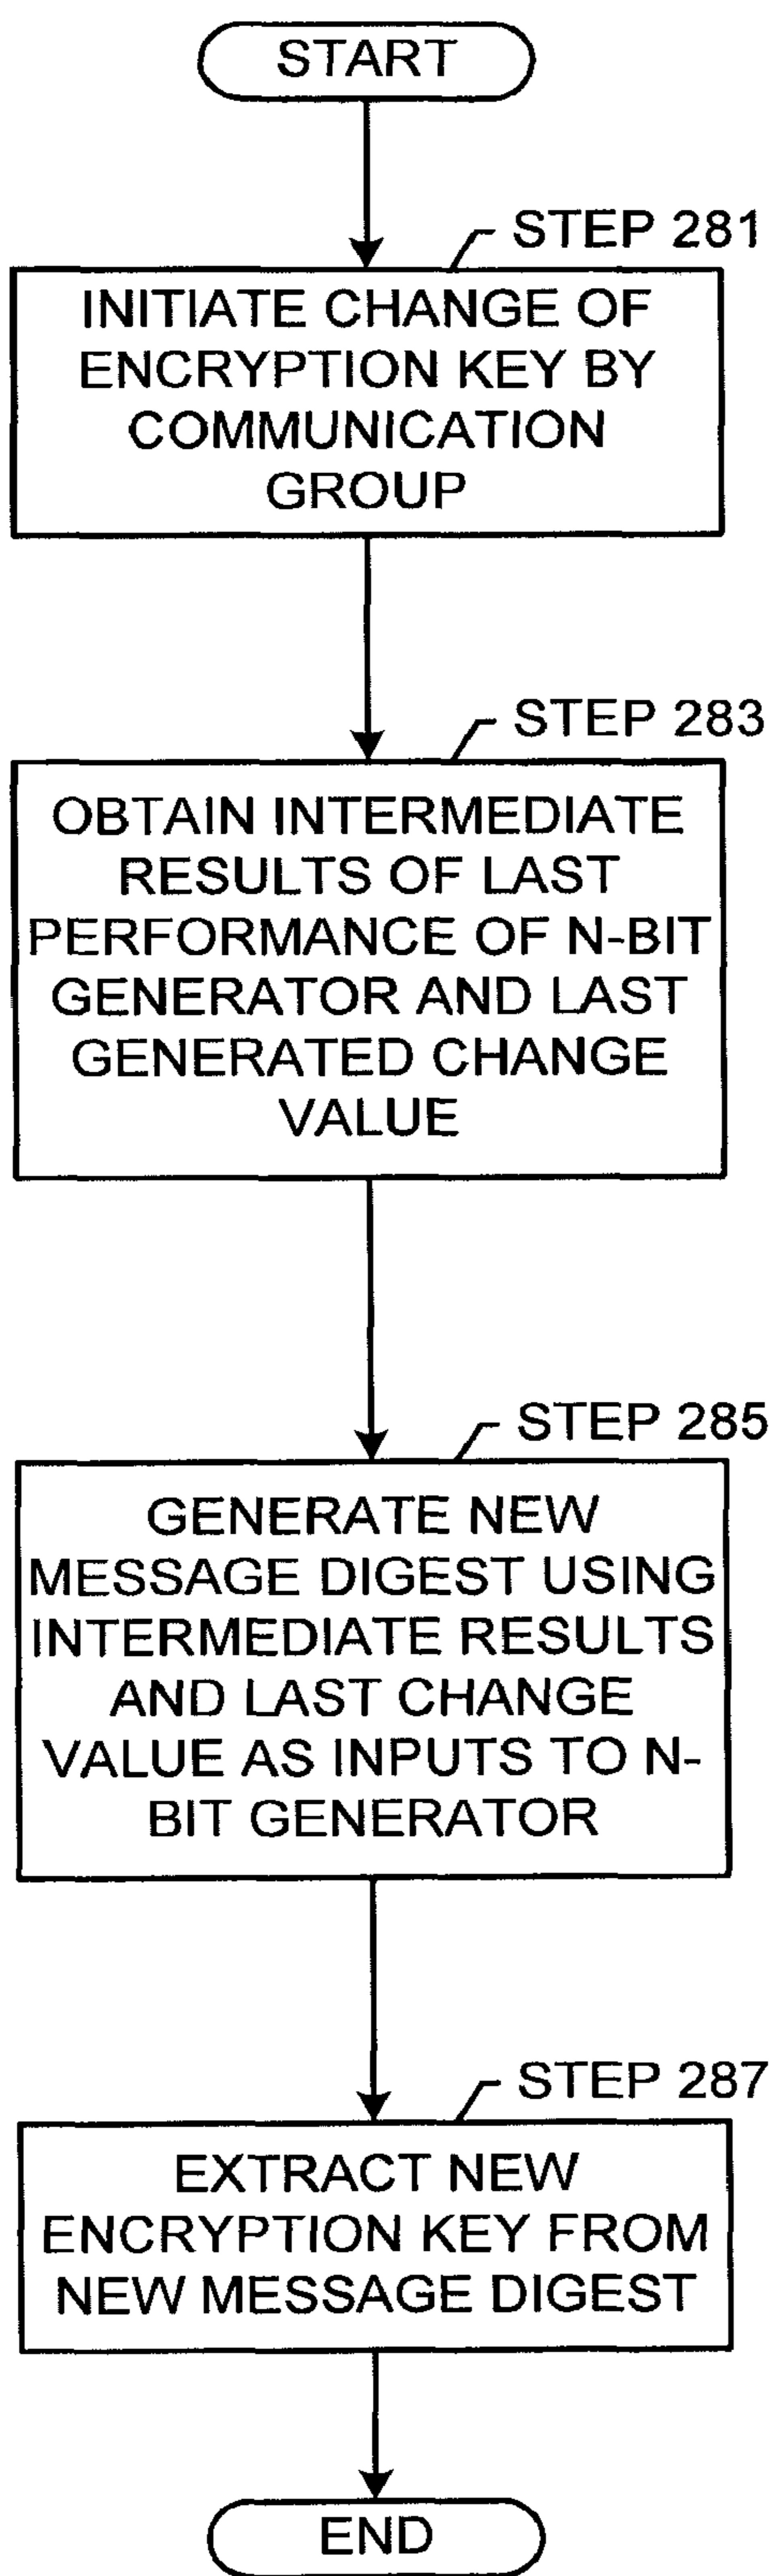 START
STEP 281
INITIATE CHANGE OF
ENCRYPTION KEY BY
COMMUNICATION
GROUP
STEP 283
OBTAIN INTERMEDIATE
RESULTS OF LAST
PERFORMANCE OF N-BIT
GENERATOR AND LAST
GENERATED CHANGE
VALUE
STEP 285
GENERATE NEW
MESSAGE DIGEST USING
INTERMEDIATE RESULTS
AND LAST CHANGE
VALUE AS INPUTS TO N-
BIT GENERATOR
STEP 287
EXTRACT NEW
ENCRYPTION KEY FROM
NEW MESSAGE DIGEST
END